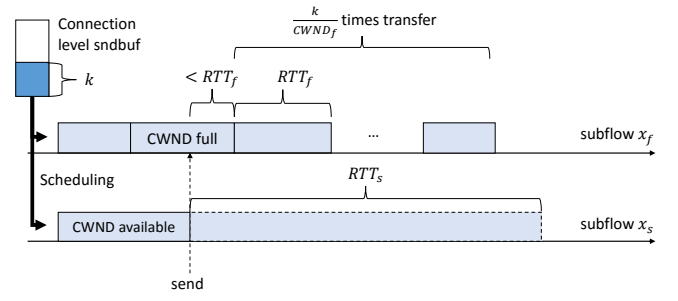 Connection
level sndbuf
k
k/CWND_f times transfer
< RTT_f
RTT_f
CWND full
...
subflow x_f
Scheduling
RTT_s
CWND available
subflow x_s
send